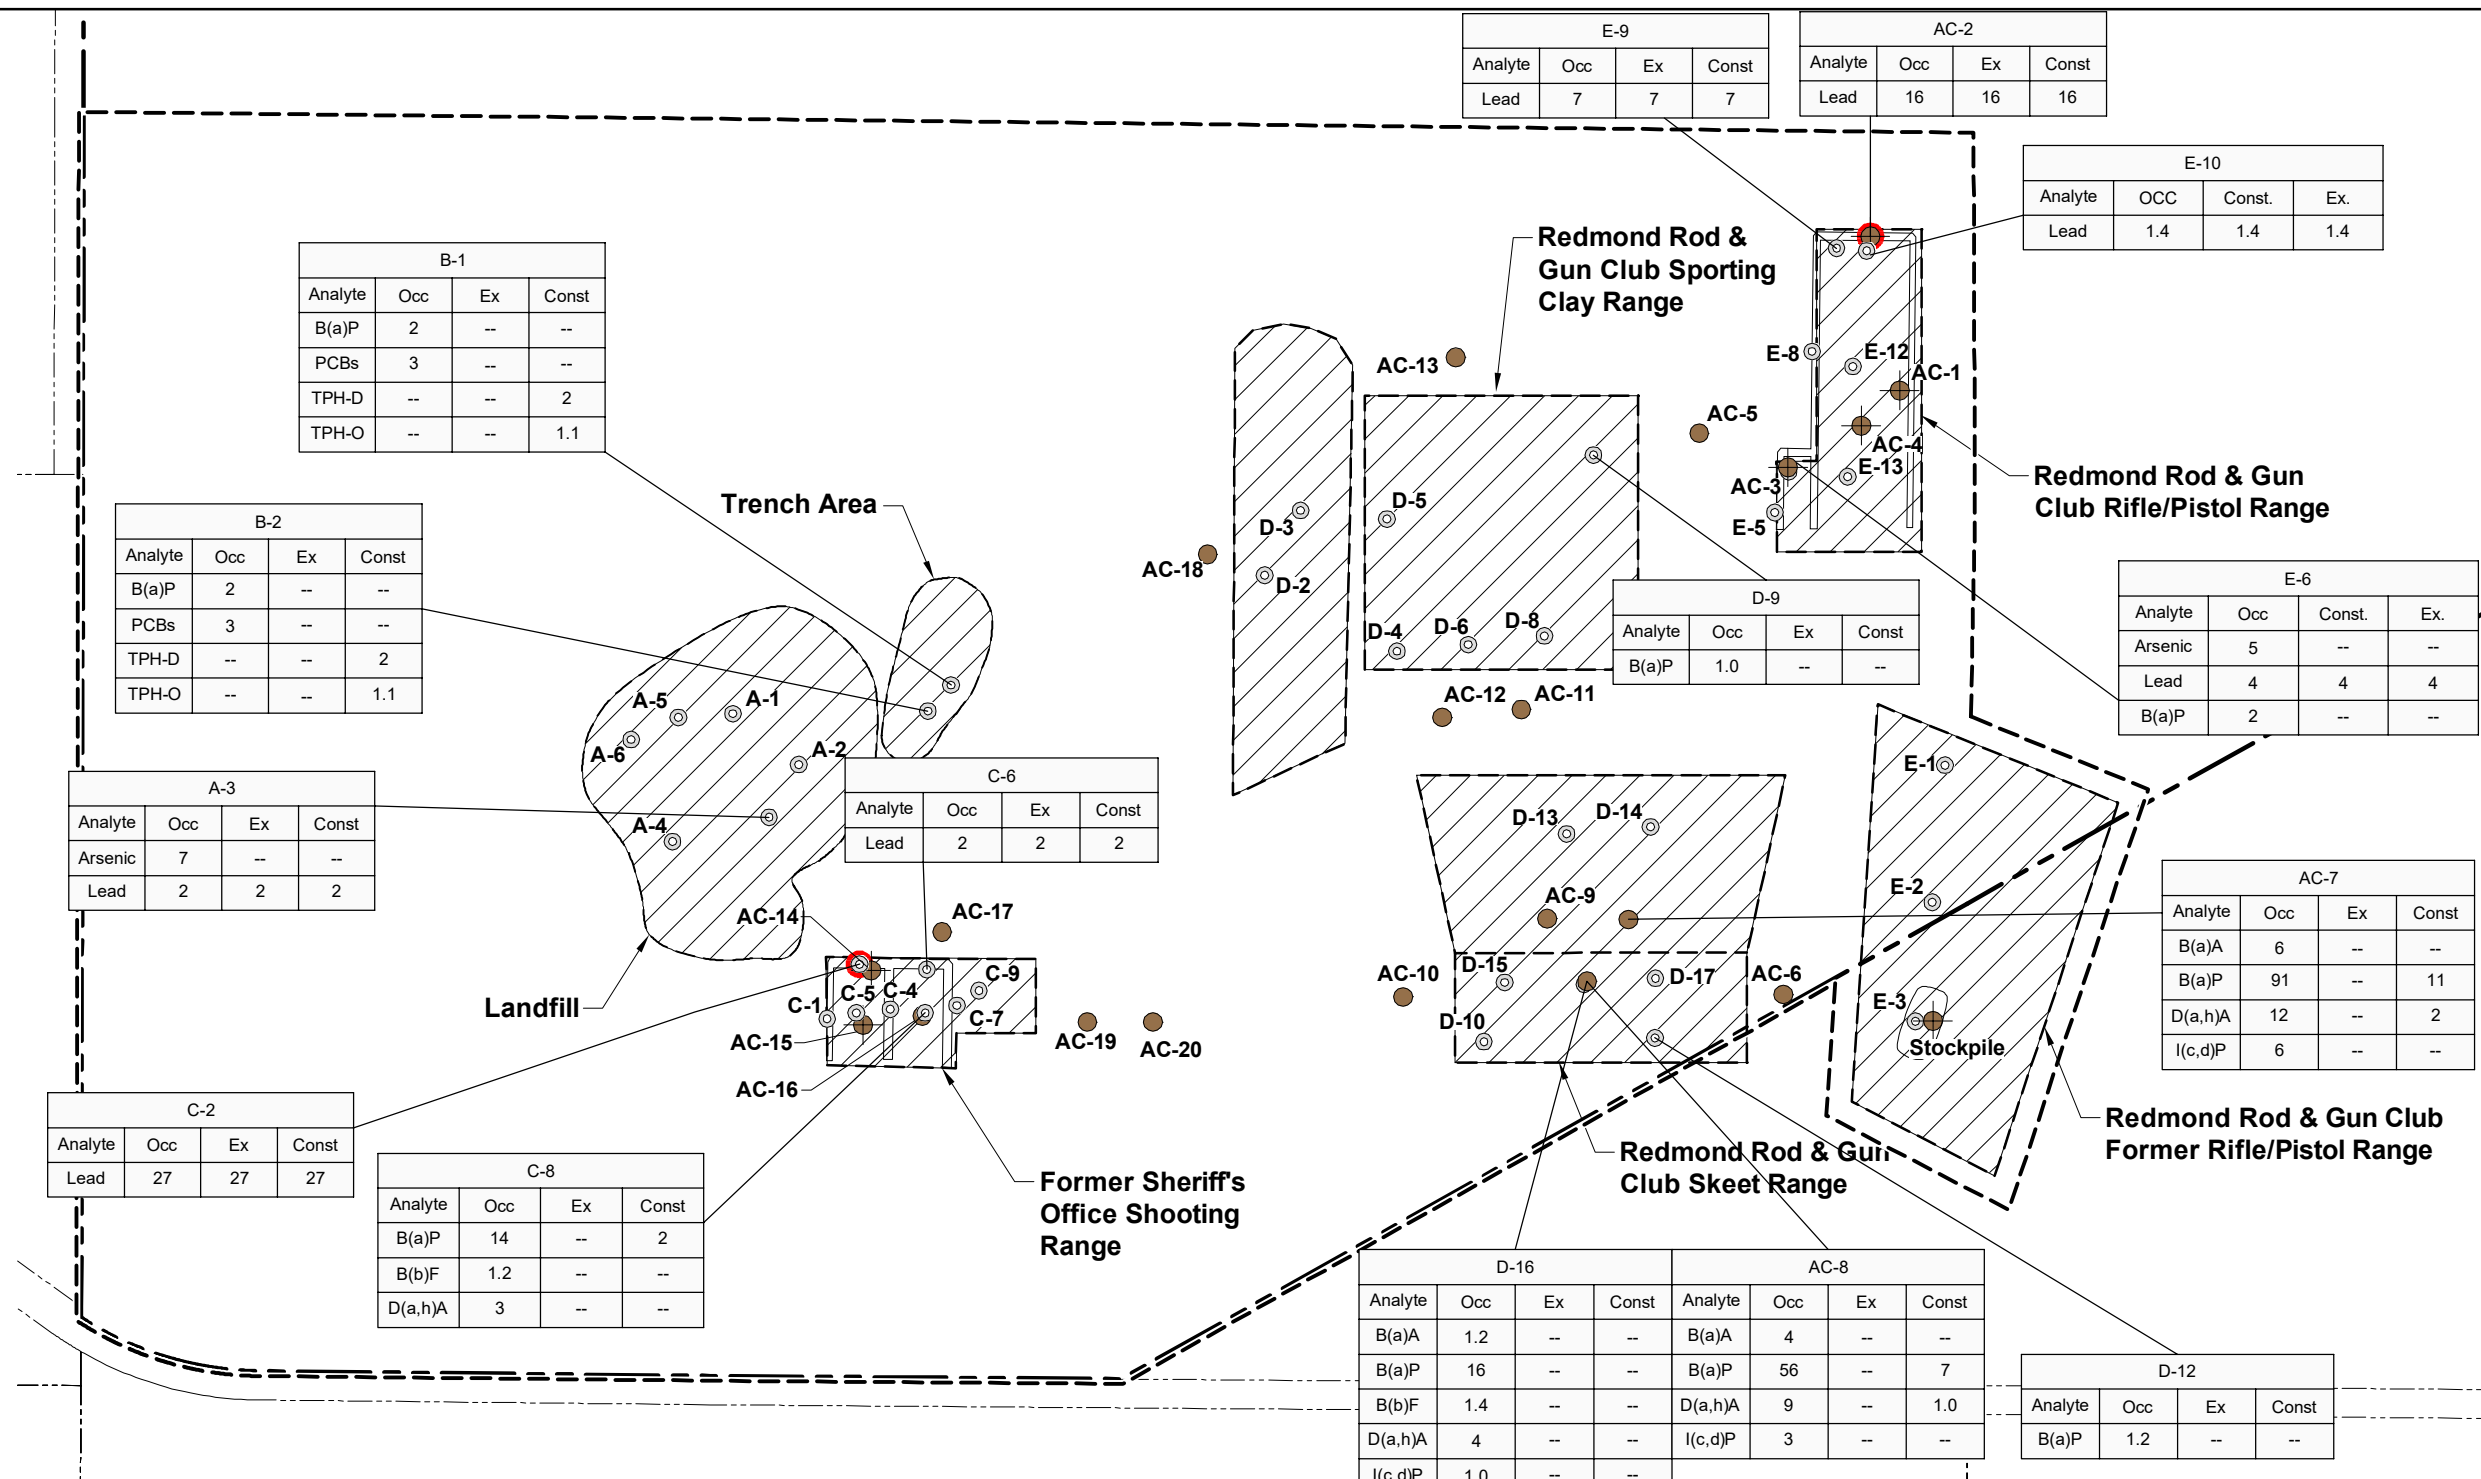 E-9
Analyte Occ Ex Const
Lead 7 7 7
AC-2
Analyte Occ Ex Const
Lead 16 16 16
E-10
Analyte OCC Const. Ex.
Lead 1.4 1.4 1.4
B-1
Analyte Occ Ex Const
B(a)P 2 -- --
PCBs 3 -- --
TPH-D -- -- 2
TPH-O -- -- 1.1
Redmond Rod &
Gun Club Sporting
Clay Range
AC-13
E-8
E-12
AC-1
AC-5
AC-4
E-13
AC-3
E-5
Redmond Rod & Gun
Club Rifle/Pistol Range
Trench Area
B-2
Analyte Occ Ex Const
B(a)P 2 -- --
PCBs 3 -- --
TPH-D -- -- 2
TPH-O -- -- 1.1
D-3
D-5
AC-18
D-2
D-4
D-6
D-8
D-9
Analyte Occ Ex Const
B(a)P 1.0 -- --
E-6
Analyte Occ Const. Ex.
Arsenic 5 -- --
Lead 4 4 4
B(a)P 2 -- --
AC-12
AC-11
A-5
A-1
A-6
A-2
A-4
A-3
Analyte Occ Ex Const
Arsenic 7 -- --
Lead 2 2 2
C-6
Analyte Occ Ex Const
Lead 2 2 2
E-1
E-2
E-3
Stockpile
D-13
D-14
AC-9
AC-7
Analyte Occ Ex Const
B(a)A 6 -- --
B(a)P 91 -- 11
D(a,h)A 12 -- 2
I(c,d)P 6 -- --
AC-14
AC-17
Landfill
C-1
C-5
C-4
C-9
C-7
AC-15
AC-16
AC-19
AC-20
AC-10
D-15
D-17
AC-6
D-10
C-2
Analyte Occ Ex Const
Lead 27 27 27
C-8
Analyte Occ Ex Const
B(a)P 14 -- 2
B(b)F 1.2 -- --
D(a,h)A 3 -- --
Former Sheriff's
Office Shooting
Range
Redmond Rod & Gun
Club Skeet Range
Redmond Rod & Gun Club
Former Rifle/Pistol Range
D-16
Analyte Occ Ex Const
B(a)A 1.2 -- --
B(a)P 16 -- --
B(b)F 1.4 -- --
D(a,h)A 4 -- --
I(c,d)P 1.0 -- --
AC-8
Analyte Occ Ex Const
B(a)A 4 -- --
B(a)P 56 -- 7
D(a,h)A 9 -- 1.0
I(c,d)P 3 -- --
D-12
Analyte Occ Ex Const
B(a)P 1.2 -- --